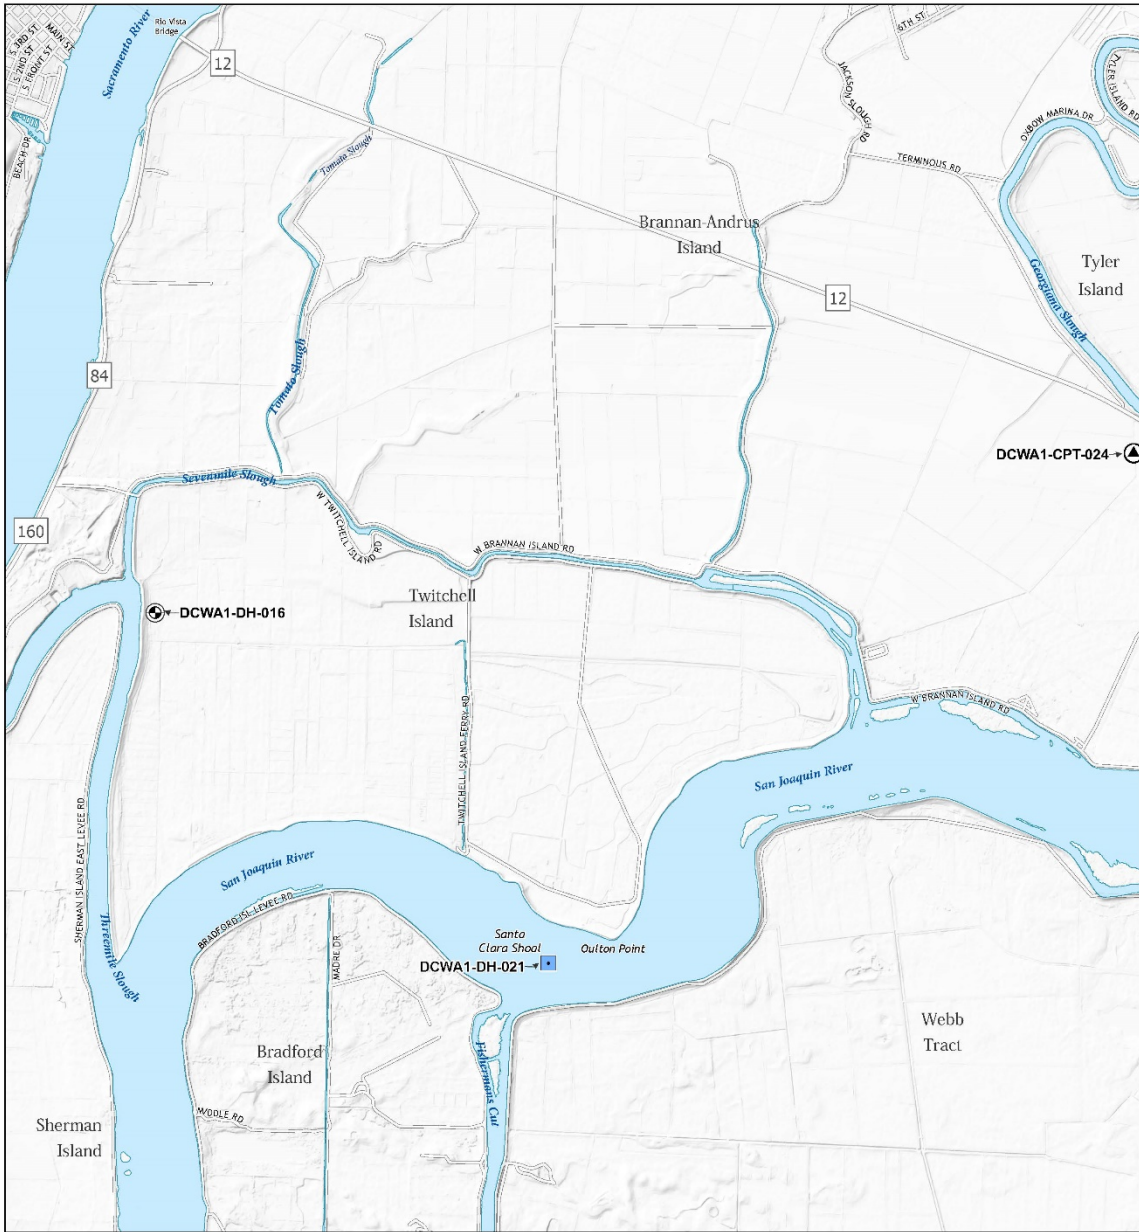 Rio Vista
Bridge
S 3RD ST
MAIN ST
S 2ND ST
S FRONT ST
Sacramento River
12
6TH ST
TYLER ISLAND RD
JACKSON SLOUGH RD
OXBOW MARINA DR
BEACH DR
Tomato Slough
TERMINOUS RD
Brannan-Andrus
Island
Tyler
Island
Georgiana Slough
12
84
Tomato Slough
DCWA1-CPT-024
Sevenmile Slough
W TWITCHELL ISLAND RD
160
W BRANNAN ISLAND RD
Twitchell
Island
DCWA1-DH-016
W BRANNAN ISLAND RD
TWITCHELL ISLAND FERRY RD
San Joaquin River
SHERMAN ISLAND EAST LEVEE RD
San Joaquin River
BRADFORD ISL LEVEE RD
Threemile Slough
MADRE DR
Santa
Clara Shoal
Oulton Point
DCWA1-DH-021
Webb
Tract
Bradford
Island
Fishermans Cut
MIDDLE RD
Sherman
Island